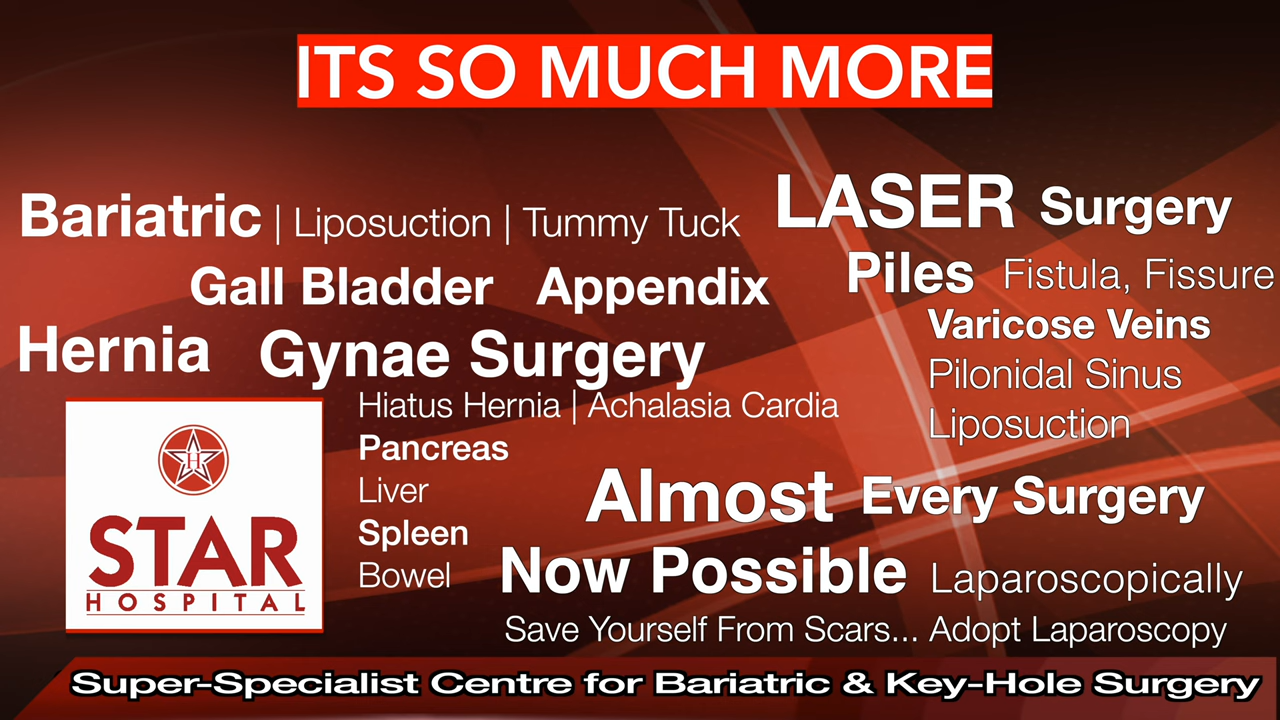 ITS SO MUCH MORE
Bariatric | Liposuction | Tummy Tuck
Gall Bladder Appendix
Hernia Gynae Surgery
Hiatus Hernia | Achalasia Cardia
Pancreas
Liver
Spleen
Bowel
LASER Surgery
Piles Fistula, Fissure
Varicose Veins
Pilonidal Sinus
Liposuction
Almost Every Surgery
Now Possible Laparoscopically
Save Yourself From Scars... Adopt Laparoscopy
H
STAR
HOSPITAL
Super-Specialist Centre for Bariatric & Key-Hole Surgery